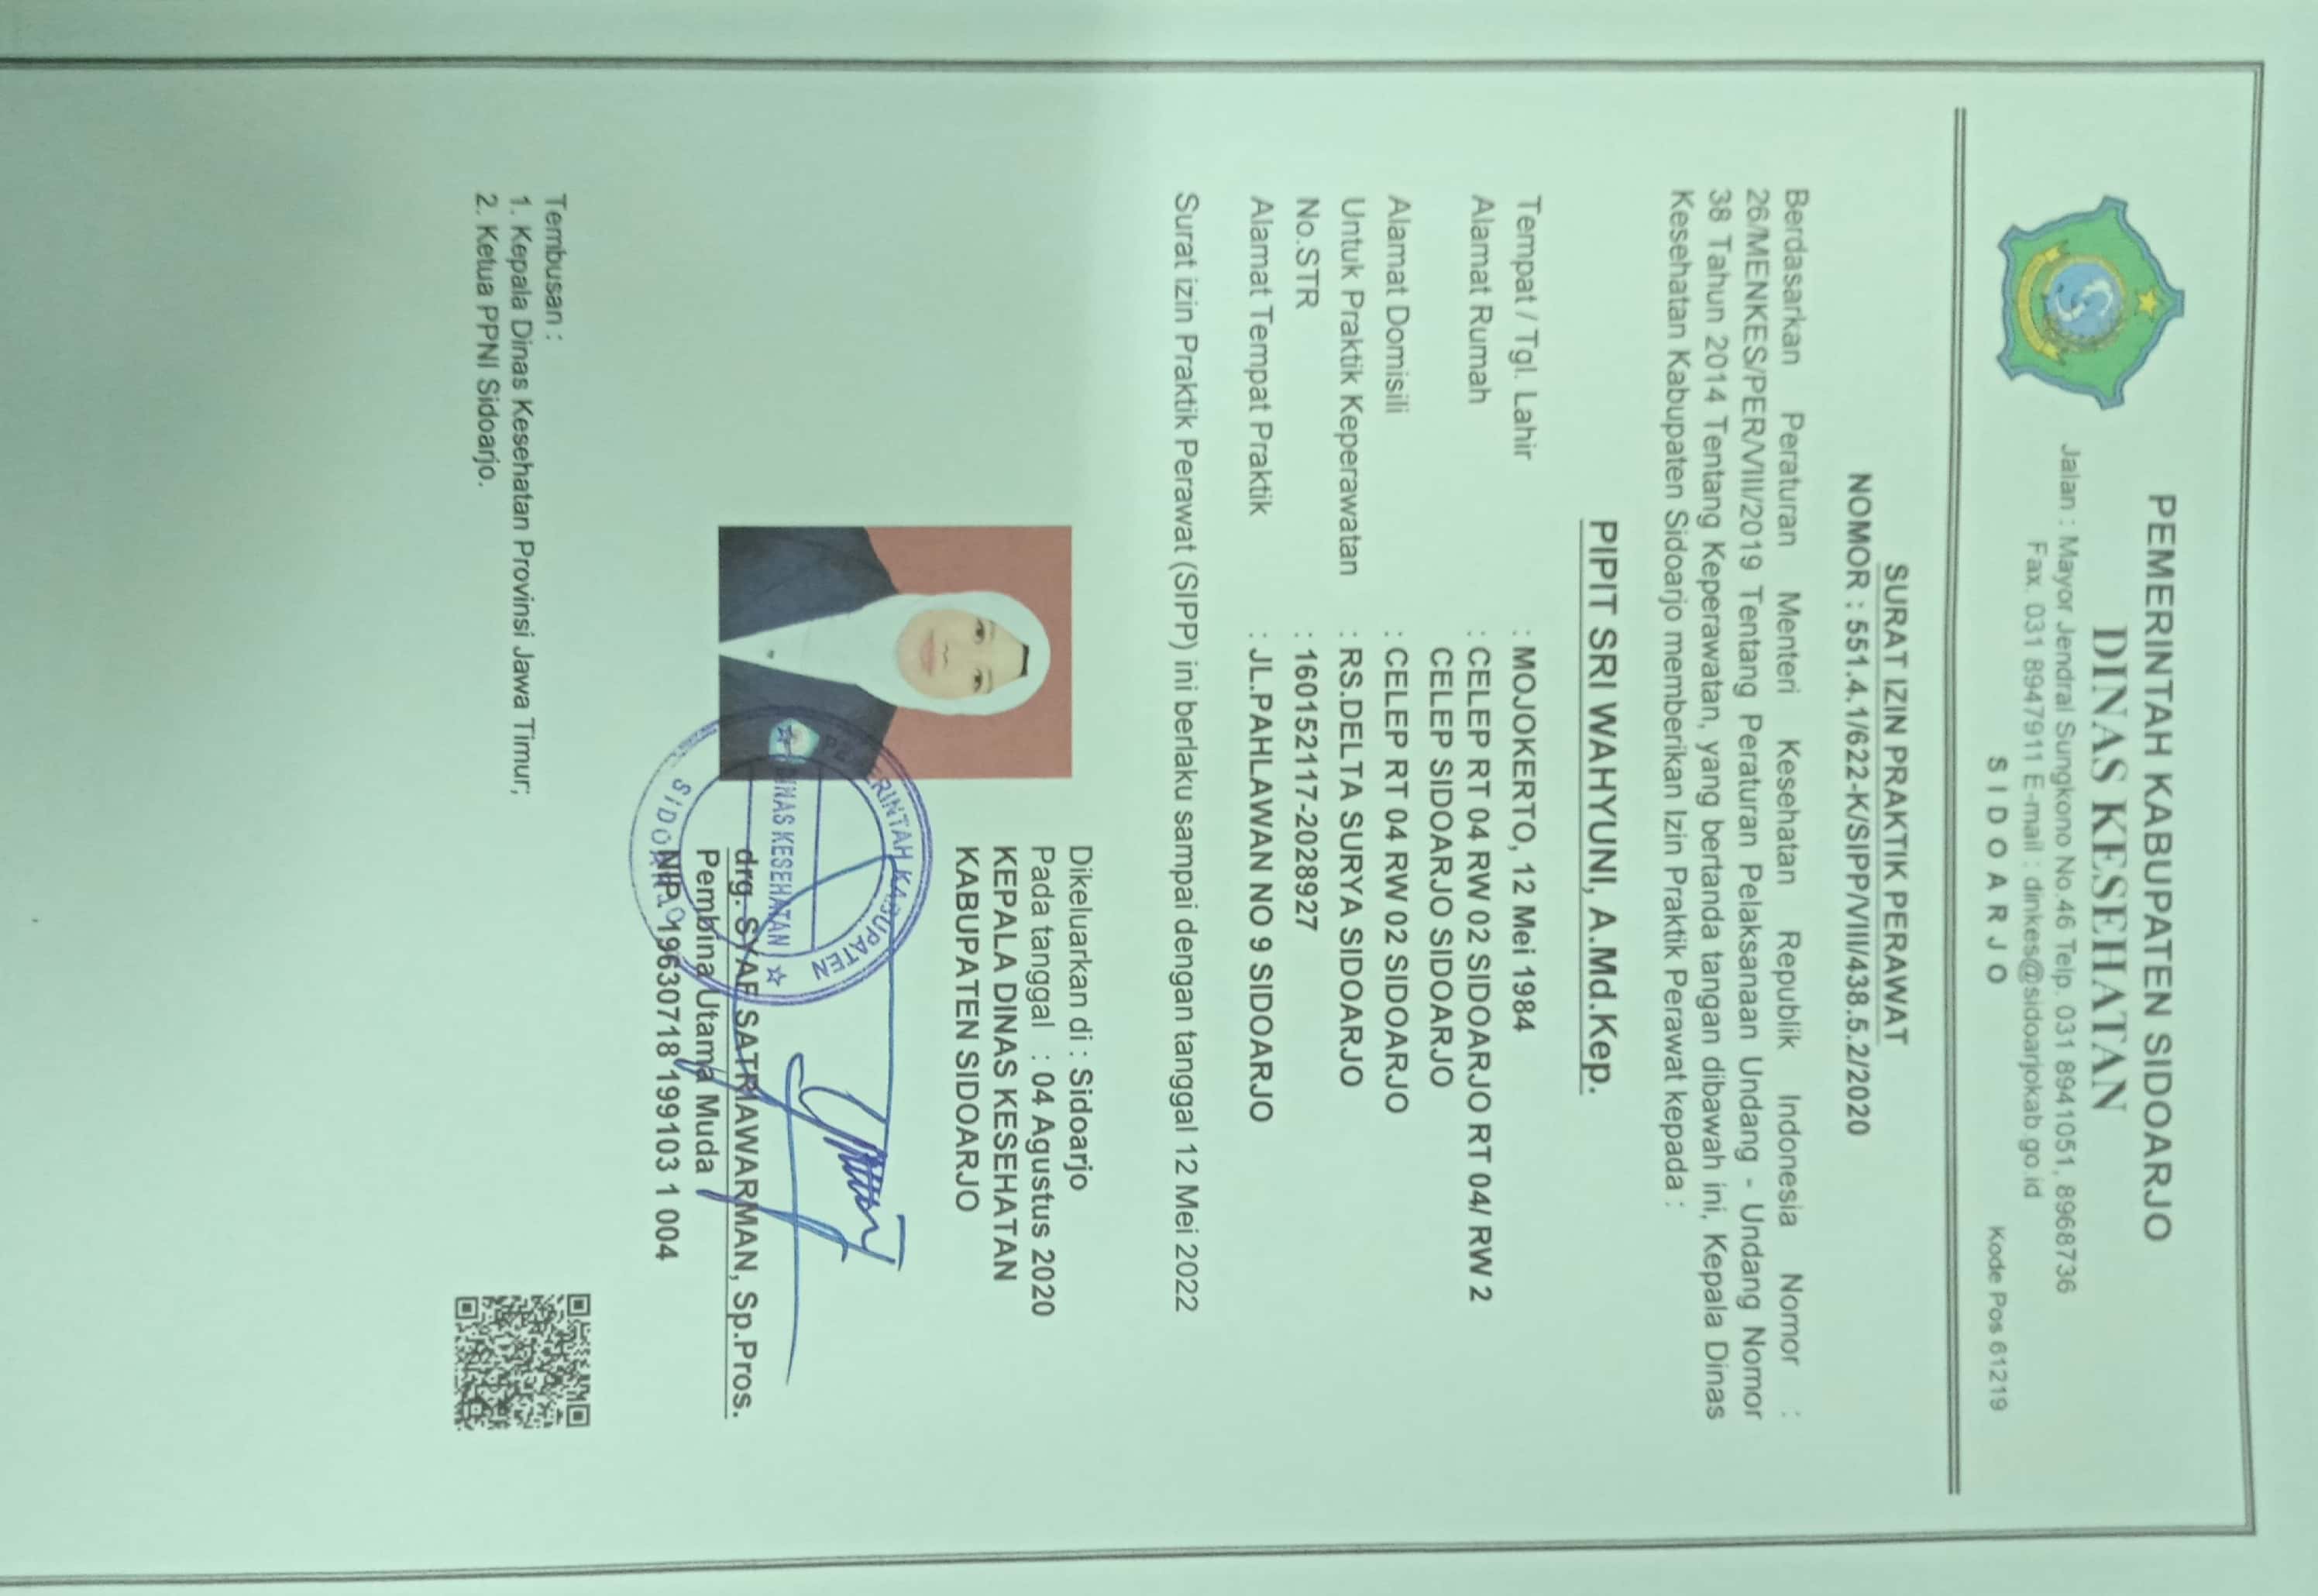 PEMERINTAH KABUPATEN SIDOARJO
DINAS KESEHATAN
Jalan : Mayor Jendral Sungkono No.46 Telp. 031 8941051, 8968736
Fax. 031 8947911 E-mail : dinkes@sidoarjokab.go.id
SIDOARJO Kode Pos 61219
SURAT IZIN PRAKTIK PERAWAT
NOMOR : 551.4.1/622-K/SIPP/VIII/438.5.2/2020
Berdasarkan Peraturan Menteri Kesehatan Republik Indonesia Nomor :
26/MENKES/PER/VIII/2019 Tentang Peraturan Pelaksanaan Undang - Undang Nomor
38 Tahun 2014 Tentang Keperawatan, yang bertanda tangan dibawah ini, Kepala Dinas
Kesehatan Kabupaten Sidoarjo memberikan Izin Praktik Perawat kepada :
PIPIT SRI WAHYUNI, A.Md.Kep.
Tempat / Tgl. Lahir : MOJOKERTO, 12 Mei 1984
Alamat Rumah : CELEP RT 04 RW 02 SIDOARJO RT 04/ RW 2
CELEP SIDOARJO SIDOARJO
Alamat Domisili : CELEP RT 04 RW 02 SIDOARJO
Untuk Praktik Keperawatan : RS.DELTA SURYA SIDOARJO
No.STR : 160152117-2028927
Alamat Tempat Praktik : JL.PAHLAWAN NO 9 SIDOARJO
Surat izin Praktik Perawat (SIPP) ini berlaku sampai dengan tanggal 12 Mei 2022
Dikeluarkan di : Sidoarjo
Pada tanggal : 04 Agustus 2020
KEPALA DINAS KESEHATAN
KABUPATEN SIDOARJO
PEMERINTAH KABUPATEN
DINAS KESEHATAN
SIDOARJO
drg. SYAF SATRIAWARMAN, Sp.Pros.
Pembina Utama Muda
NIP. 19630718 199103 1 004
Tembusan :
1. Kepala Dinas Kesehatan Provinsi Jawa Timur;
2. Ketua PPNI Sidoarjo.